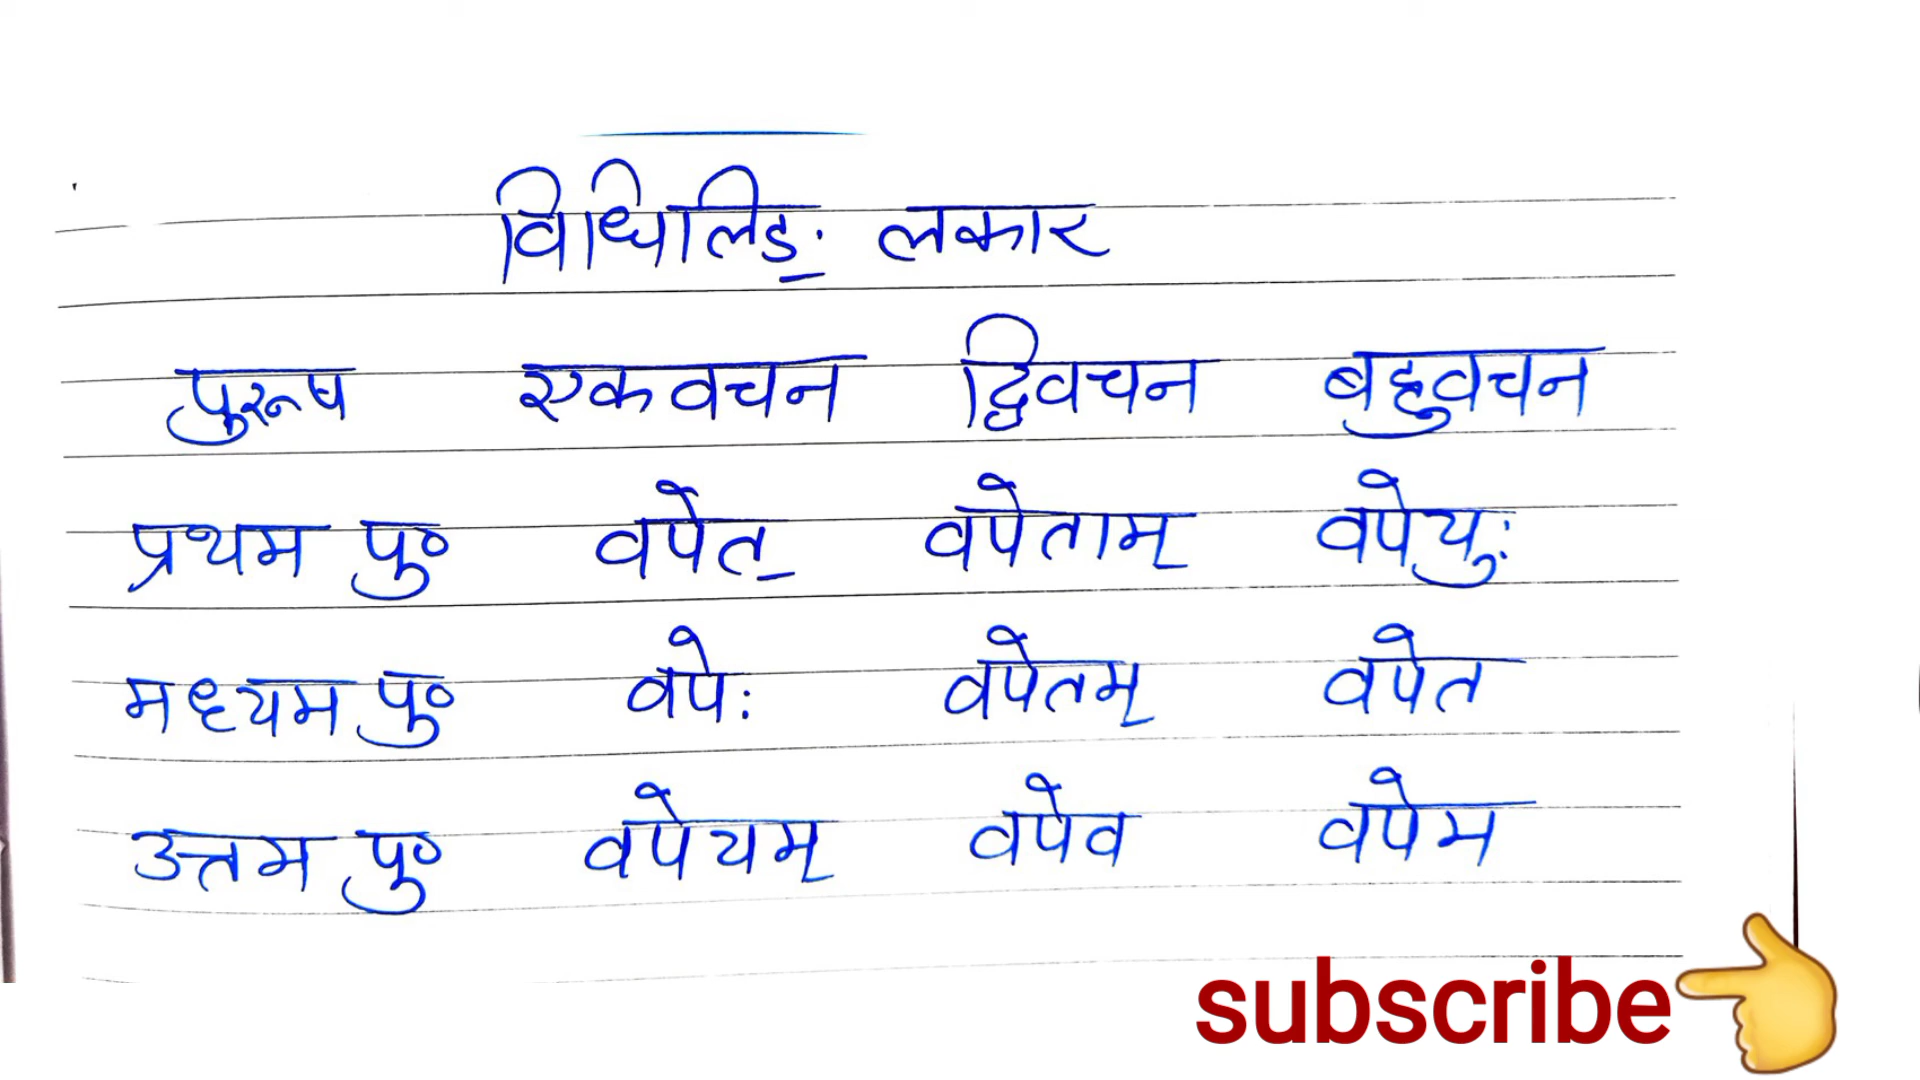 विधिलिङ् लकार
पुरूष एकवचन द्विवचन बहुवचन
प्रथम पु० वपेत् वपेताम् वपेयुः
मध्यम पु० वपेः वपेतम् वपेत
उत्तम पु० वपेयम् वपेव वपेम
subscribe